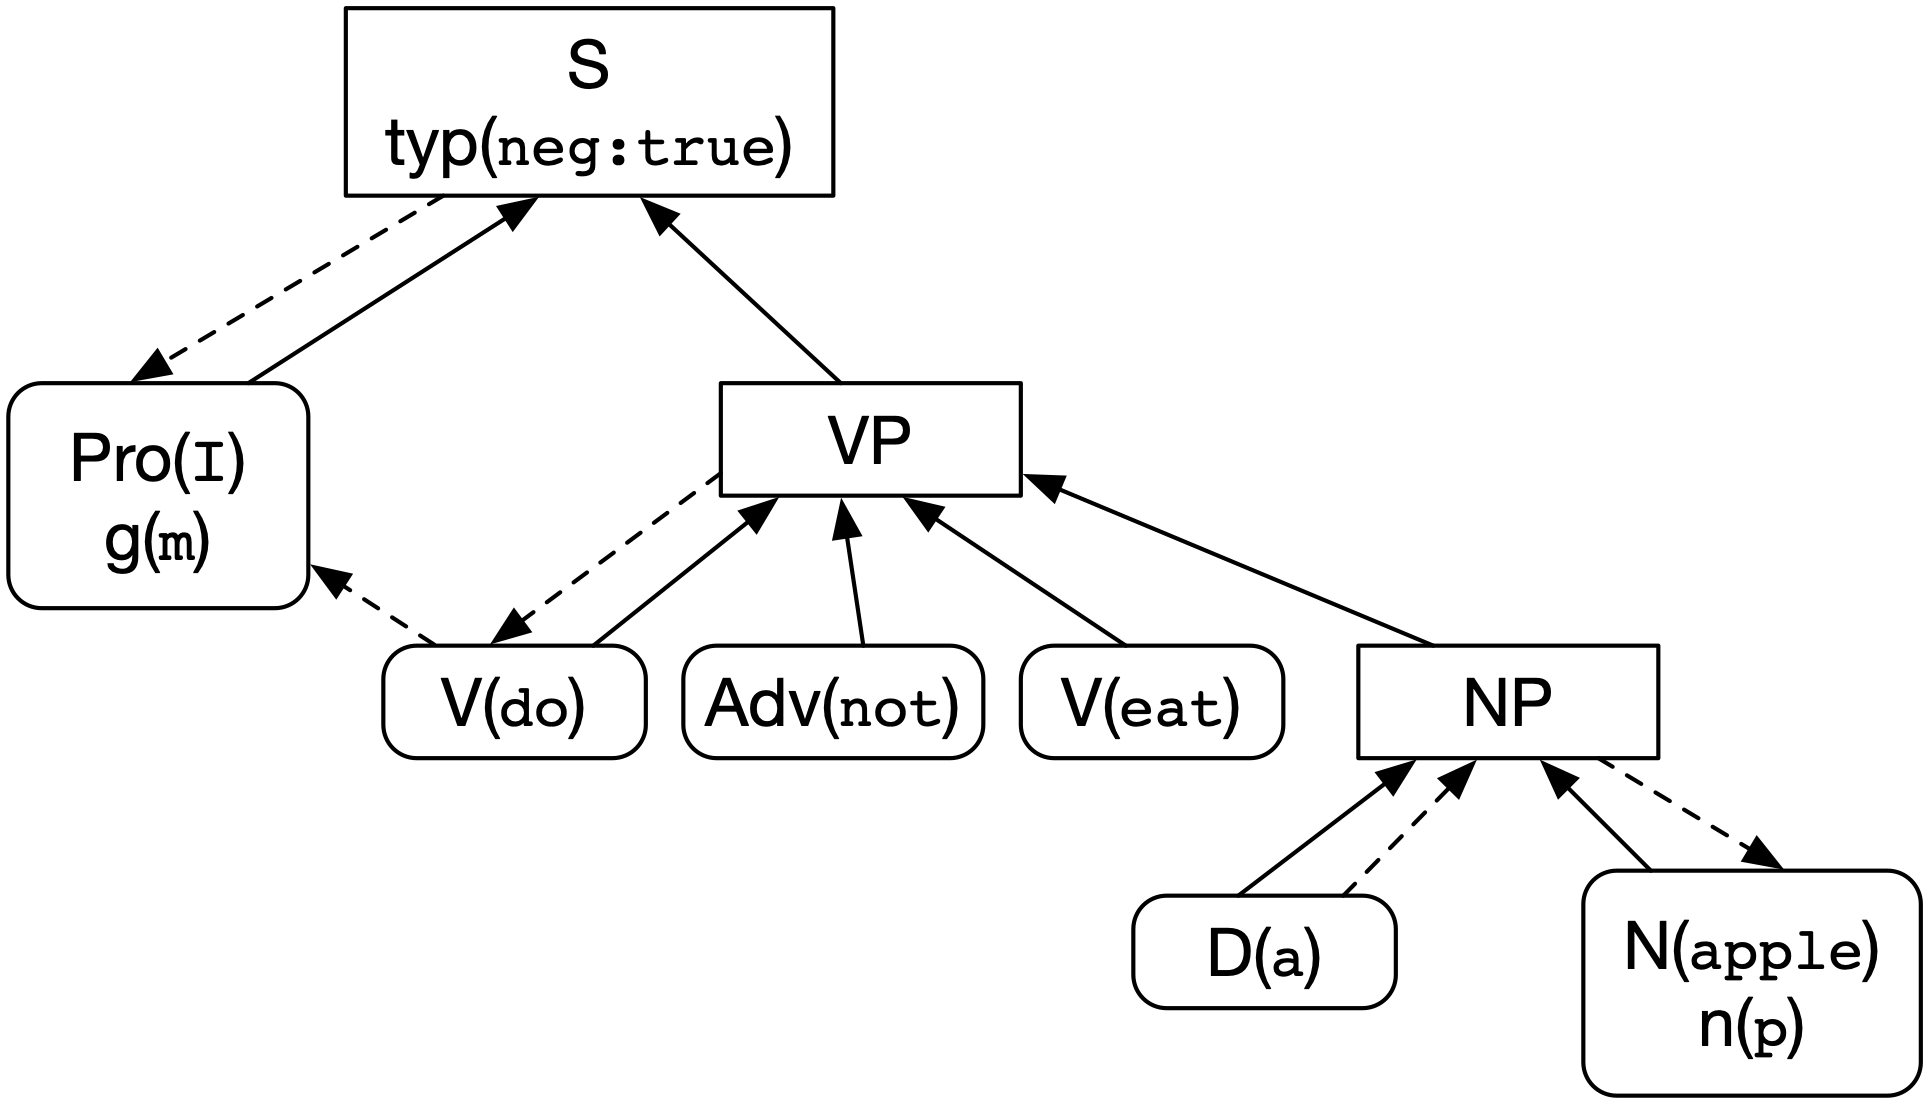 S
typ(neg:true)
Pro(I)
g(m)
VP
V(do)
Adv(not)
V(eat)
NP
D(a)
N(apple)
n(p)